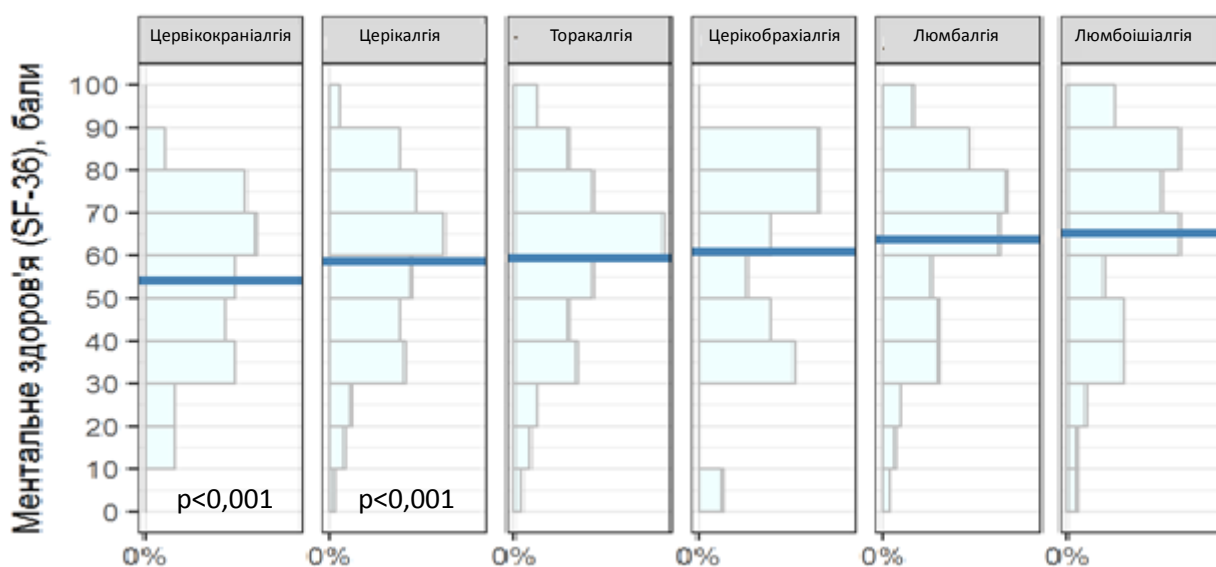 Цервікокраніалгія
Церікалгія
Торакалгія
Церікобрахіалгія
Люмбалгія
Люмбоішіалгія
Ментальне здоров'я (SF-36), бали
100
90
80
70
60
50
40
30
20
10
0
p<0,001
p<0,001
0%
0%
0%
0%
0%
0%